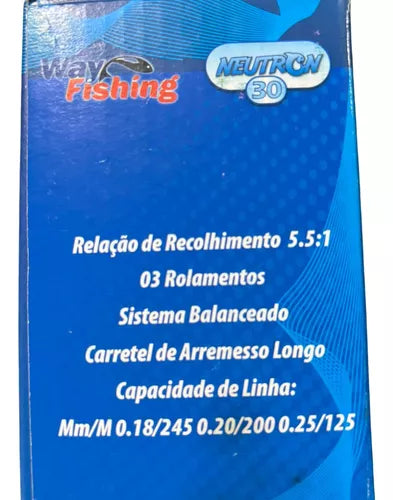 Way Fishing
NEUTRON
30
Relação de Recolhimento 5.5:1
03 Rolamentos
Sistema Balanceado
Carretel de Arremesso Longo
Capacidade de Linha:
Mm/M 0.18/245 0.20/200 0.25/125